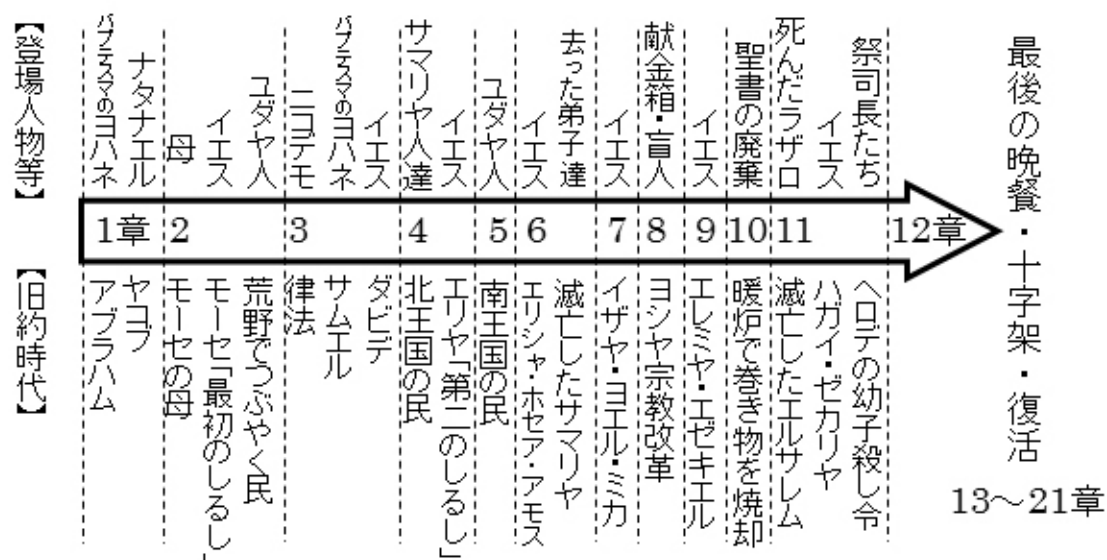 【登場人物等】
バプテスマのヨハネ
ナタナエル
母
イエス
ユダヤ人
ニコデモ
バプテスマのヨハネ
イエス
サマリヤ人達
イエス
ユダヤ人
イエス
去った弟子達
イエス
献金箱・盲人
イエス
聖書の廃棄
死んだラザロ
イエス
祭司長たち
1章 2 3 4 5 6 7 8 9 10 11 12章
【旧約時代】
アブラハム
ヤコブ
モーセの母
モーセ「最初のしるし」
荒野でつぶやく民
律法
サムエル
ダビデ
北王国の民
エリヤ「第二のしるし」
南王国の民
エリシャ・ホセア・アモス
滅亡したサマリヤ
イザヤ・ヨエル・ミカ
ヨシヤ宗教改革
エレミヤ・エゼキエル
暖炉で巻き物を焼却
滅亡したエルサレム
ハガイ・ゼカリヤ
ヘロデの幼子殺し令
最後の晩餐・十字架・復活
13～21章